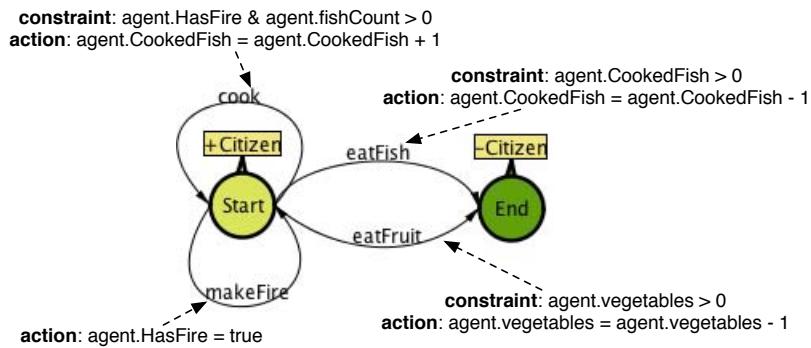 constraint: agent.HasFire & agent.fishCount > 0
action: agent.CookedFish = agent.CookedFish + 1
constraint: agent.CookedFish > 0
action: agent.CookedFish = agent.CookedFish - 1
cook
+Citizen
eatFish
-Citizen
Start
End
eatFruit
makeFire
constraint: agent.vegetables > 0
action: agent.vegetables = agent.vegetables - 1
action: agent.HasFire = true